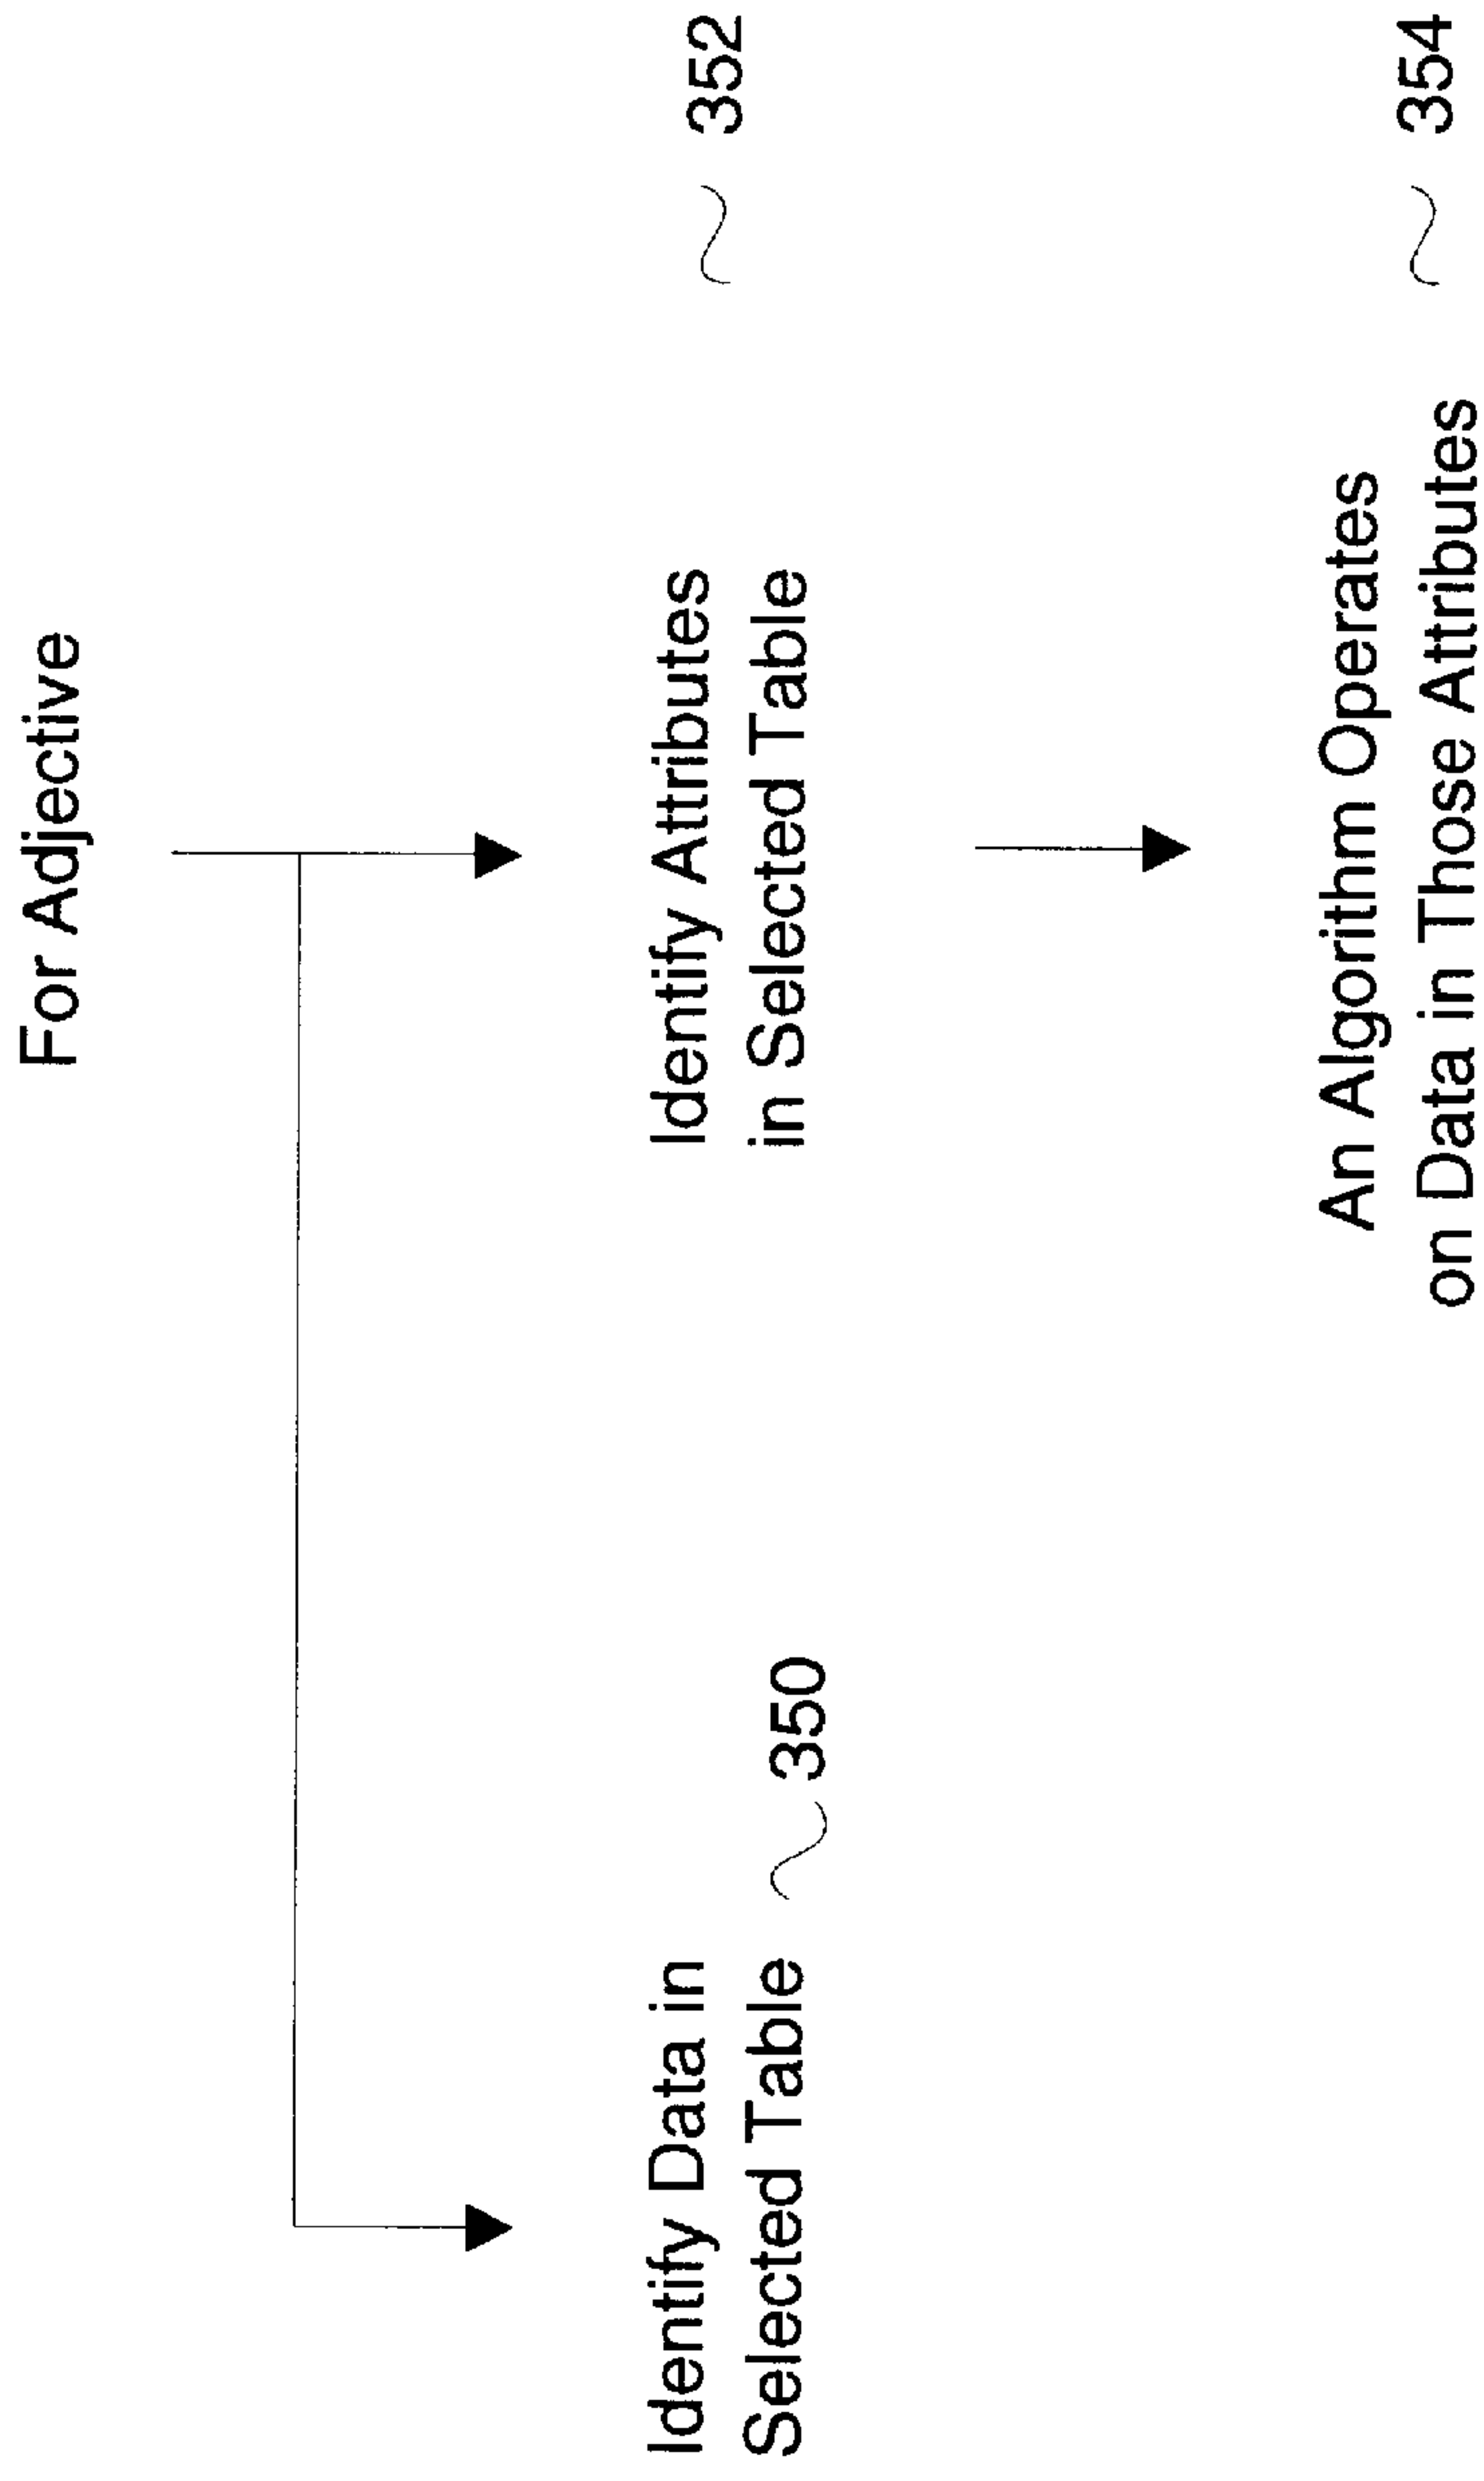 For Adjective
Identify Data in
Selected Table
350
Identify Attributes
in Selected Table
352
An Algorithm Operates
on Data in Those Attributes
354